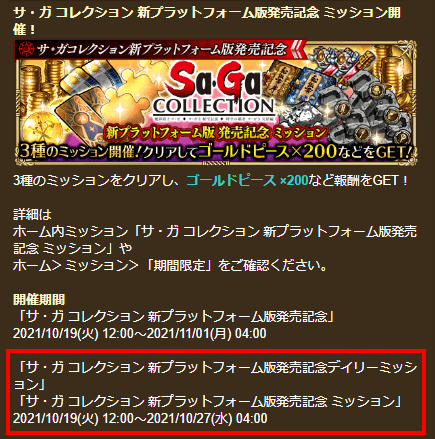 サ・ガ コレクション 新プラットフォーム版発売記念 ミッション開
催！
サ・ガコレクション新プラットフォーム版発売記念
SaGa
COLLECTION
新プラットフォーム版 発売記念 ミッション
3種のミッション開催!クリアしてゴールドピース×200などをGET!
3種のミッションをクリアし、ゴールドピース ×200など報酬をGET！
詳細は
ホーム内ミッション「サ・ガ コレクション 新プラットフォーム版発売
記念 ミッション」や
ホーム＞ミッション＞「期間限定」をご確認ください。
開催期間
「サ・ガ コレクション 新プラットフォーム版発売記念」
2021/10/19(火) 12:00～2021/11/01(月) 04:00
「サ・ガ コレクション 新プラットフォーム版発売記念デイリーミッシ
ョン」
「サ・ガ コレクション 新プラットフォーム版発売記念 ミッション」
2021/10/19(火) 12:00～2021/10/27(水) 04:00